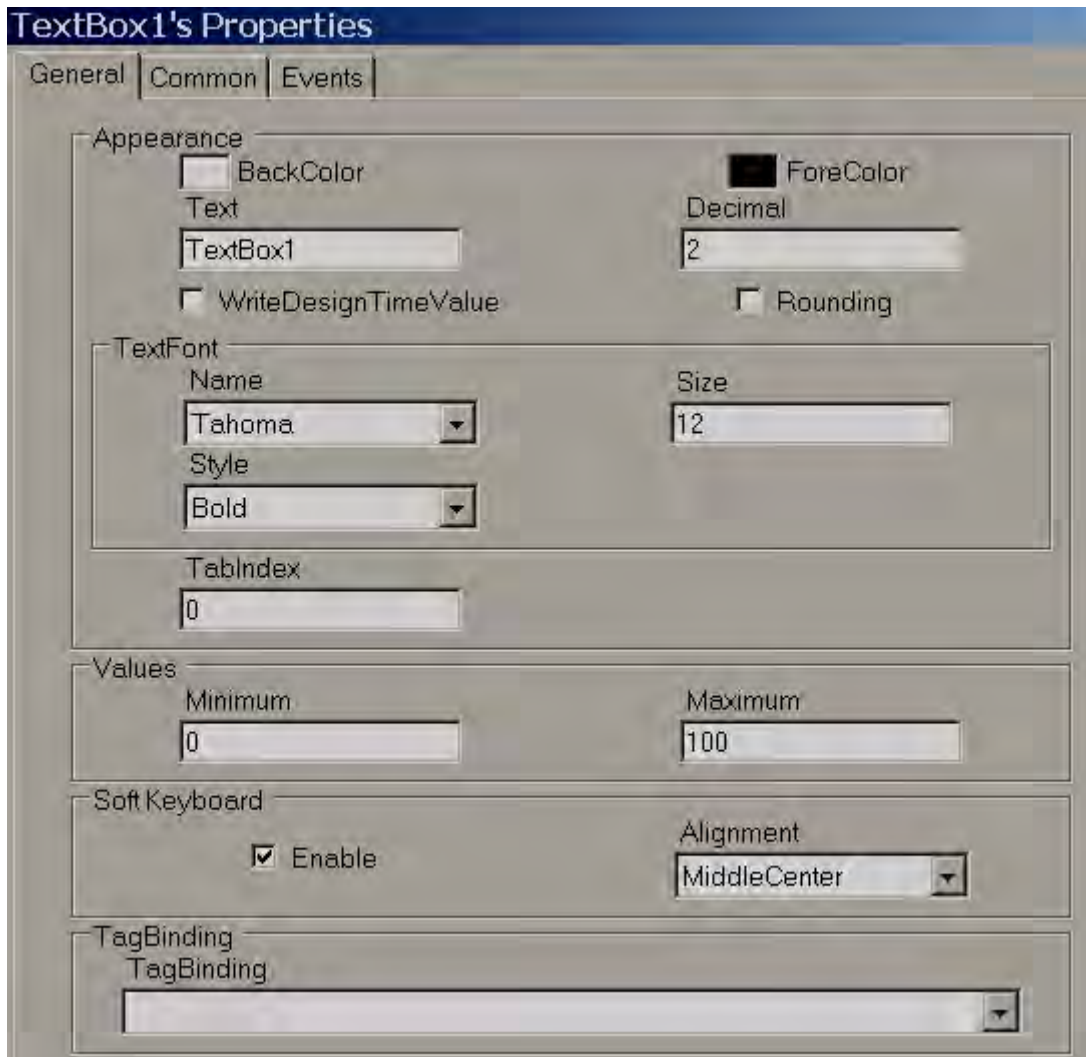 TextBox1's Properties
General Common Events
Appearance
BackColor ForeColor
Text Decimal
TextBox1 2
WriteDesignTimeValue Rounding
TextFont
Name Size
Tahoma 12
Style
Bold
TabIndex
0
Values
Minimum Maximum
0 100
Soft Keyboard
Enable Alignment
MiddleCenter
TagBinding
TagBinding